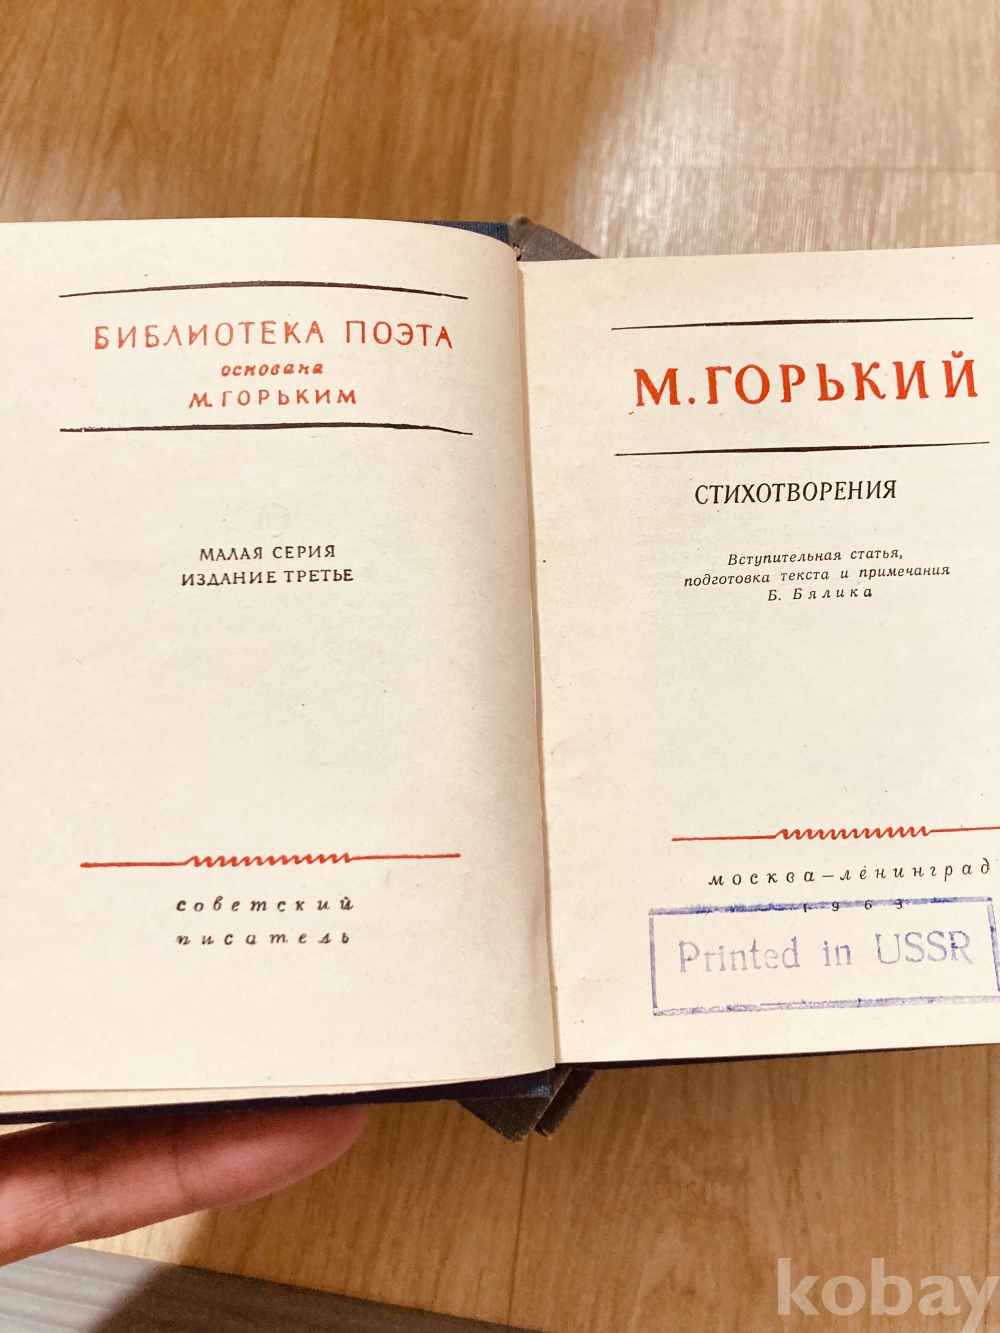 БИБЛИОТЕКА ПОЭТА
основана
М. ГОРЬКИМ
МАЛАЯ СЕРИЯ
ИЗДАНИЕ ТРЕТЬЕ
советский
писатель
М. ГОРЬКИЙ
СТИХОТВОРЕНИЯ
Вступительная статья,
подготовка текста и примечания
Б. Бялика
москва — ленинград
1963
Printed in USSR
kobay